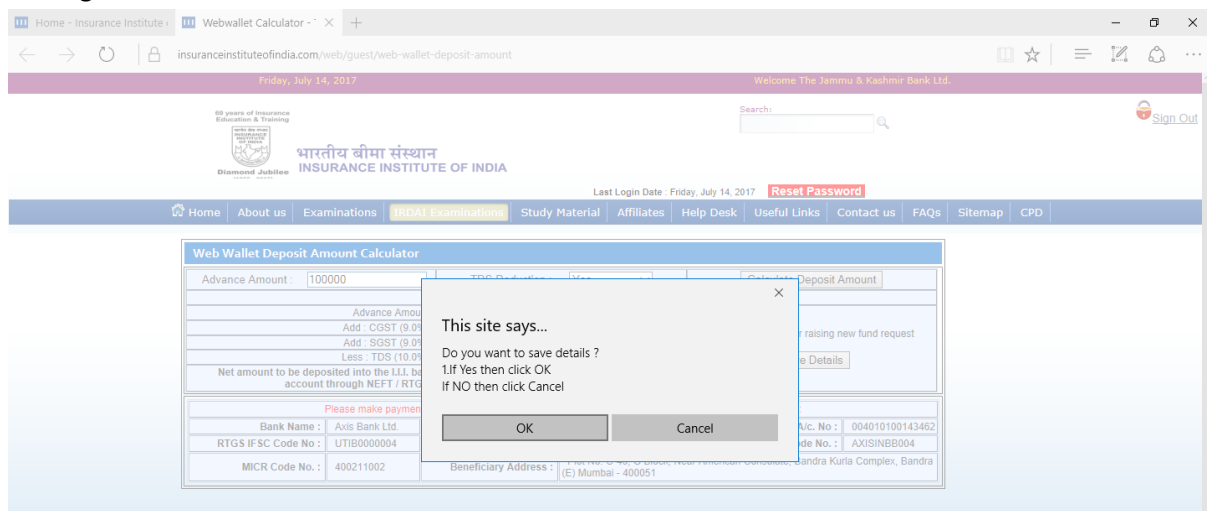 Home - Insurance Institute
Webwallet Calculator -
insuranceinstituteofindia.com/web/guest/web-wallet-deposit-amount
Friday, July 14, 2017
Welcome The Jammu & Kashmir Bank Ltd.
60 years of Insurance
Education & Training
Search:
Sign Out
भारतीय बीमा संस्थान
INSURANCE INSTITUTE OF INDIA
Diamond Jubilee
Last Login Date : Friday, July 14, 2017 Reset Password
Home About us Examinations IRDAI Examinations Study Material Affiliates Help Desk Useful Links Contact us FAQs Sitemap CPD
Web Wallet Deposit Amount Calculator
Advance Amount : 100000 TDS Deduction : Yes Calculate Deposit Amount
Advance Amou
Add : CGST (9.0%
Add : SGST (9.0%
Less : TDS (10.0%
Net amount to be deposited into the I.I.I. ba
account through NEFT / RTG
r raising new fund request
e Details
This site says...
Do you want to save details ?
1.If Yes then click OK
If NO then click Cancel
OK Cancel
Please make paymen
Bank Name : Axis Bank Ltd. A/c. No : 004010100143462
RTGS IFSC Code No : UTIB0000004 de No. : AXISINBB004
MICR Code No. : 400211002 Beneficiary Address : Kurla Complex, Bandra
(E) Mumbai - 400051